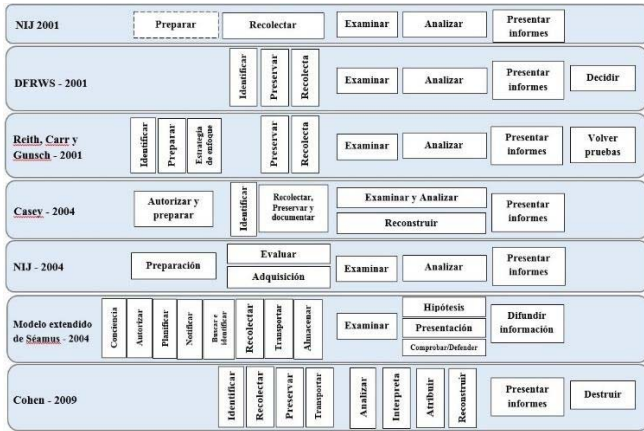 NIJ 2001
Preparar
Recolectar
Examinar
Analizar
Presentar
informes
DFRWS - 2001
Identificar
Preservar
Recolecta
Examinar
Analizar
Presentar
informes
Decidir
Reith, Carr y
Gunsch - 2001
Identificar
Preparar
Estrategia
de enfoque
Preservar
Recolecta
Examinar
Analizar
Presentar
informes
Volver
pruebas
Casey - 2004
Autorizar y
preparar
Identificar
Recolectar,
Preservar y
documentar
Examinar y Analizar
Reconstruir
Presentar
informes
NIJ - 2004
Preparación
Evaluar
Adquisición
Examinar
Analizar
Presentar
informes
Modelo extendido
de Séamus - 2004
Conciencia
Autorizar
Planificar
Notificar
Buscar e
identificar
Recolectar
Transportar
Almacenar
Examinar
Hipótesis
Presentación
Comprobar/Defender
Difundir
información
Cohen - 2009
Identificar
Recolectar
Preservar
Transportar
Analizar
Interpreta
Atribuir
Reconstruir
Presentar
informes
Destruir